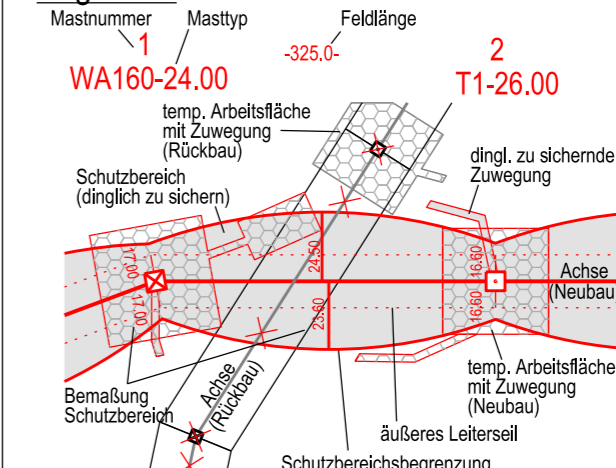 Mastnummer
Masttyp
Feldlänge
1
WA160-24.00
-325.0-
2
T1-26.00
temp. Arbeitsfläche
mit Zuwegung
(Rückbau)
dingl. zu sichernde
Zuwegung
Schutzbereich
(dinglich zu sichern)
17.00
17.00
24.50
23.60
16.60
16.60
Achse
(Neubau
Achse
(Rückbau)
Bemaßung
Schutzbereich
temp. Arbeitsfläche
mit Zuwegung
(Neubau)
äußeres Leiterseil
Schutzbereichsbegrenzung